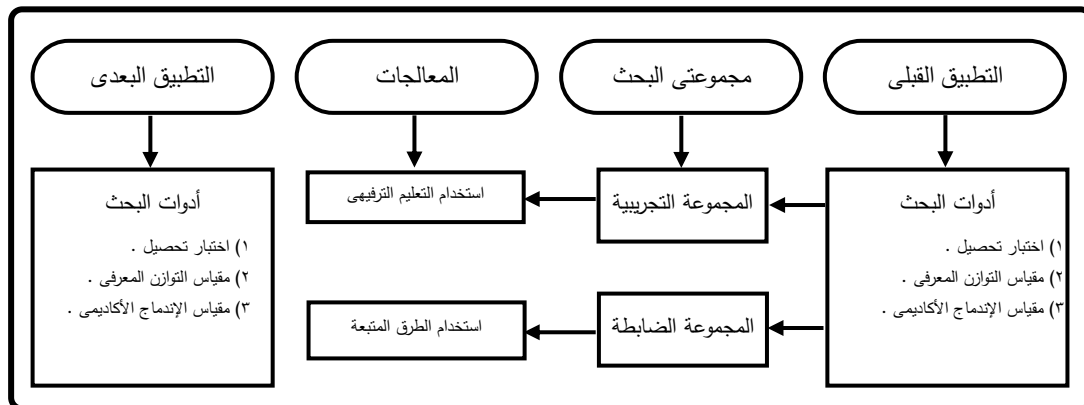 التطبيق القبلى
مجموعتى البحث
المعالجات
التطبيق البعدى
أدوات البحث
١) اختبار تحصيل .
٢) مقياس التوازن المعرفى .
٣) مقياس الإندماج الأكاديمى .
المجموعة التجريبية
استخدام التعليم الترفيهى
المجموعة الضابطة
استخدام الطرق المتبعة
أدوات البحث
١) اختبار تحصيل .
٢) مقياس التوازن المعرفى .
٣) مقياس الإندماج الأكاديمى .